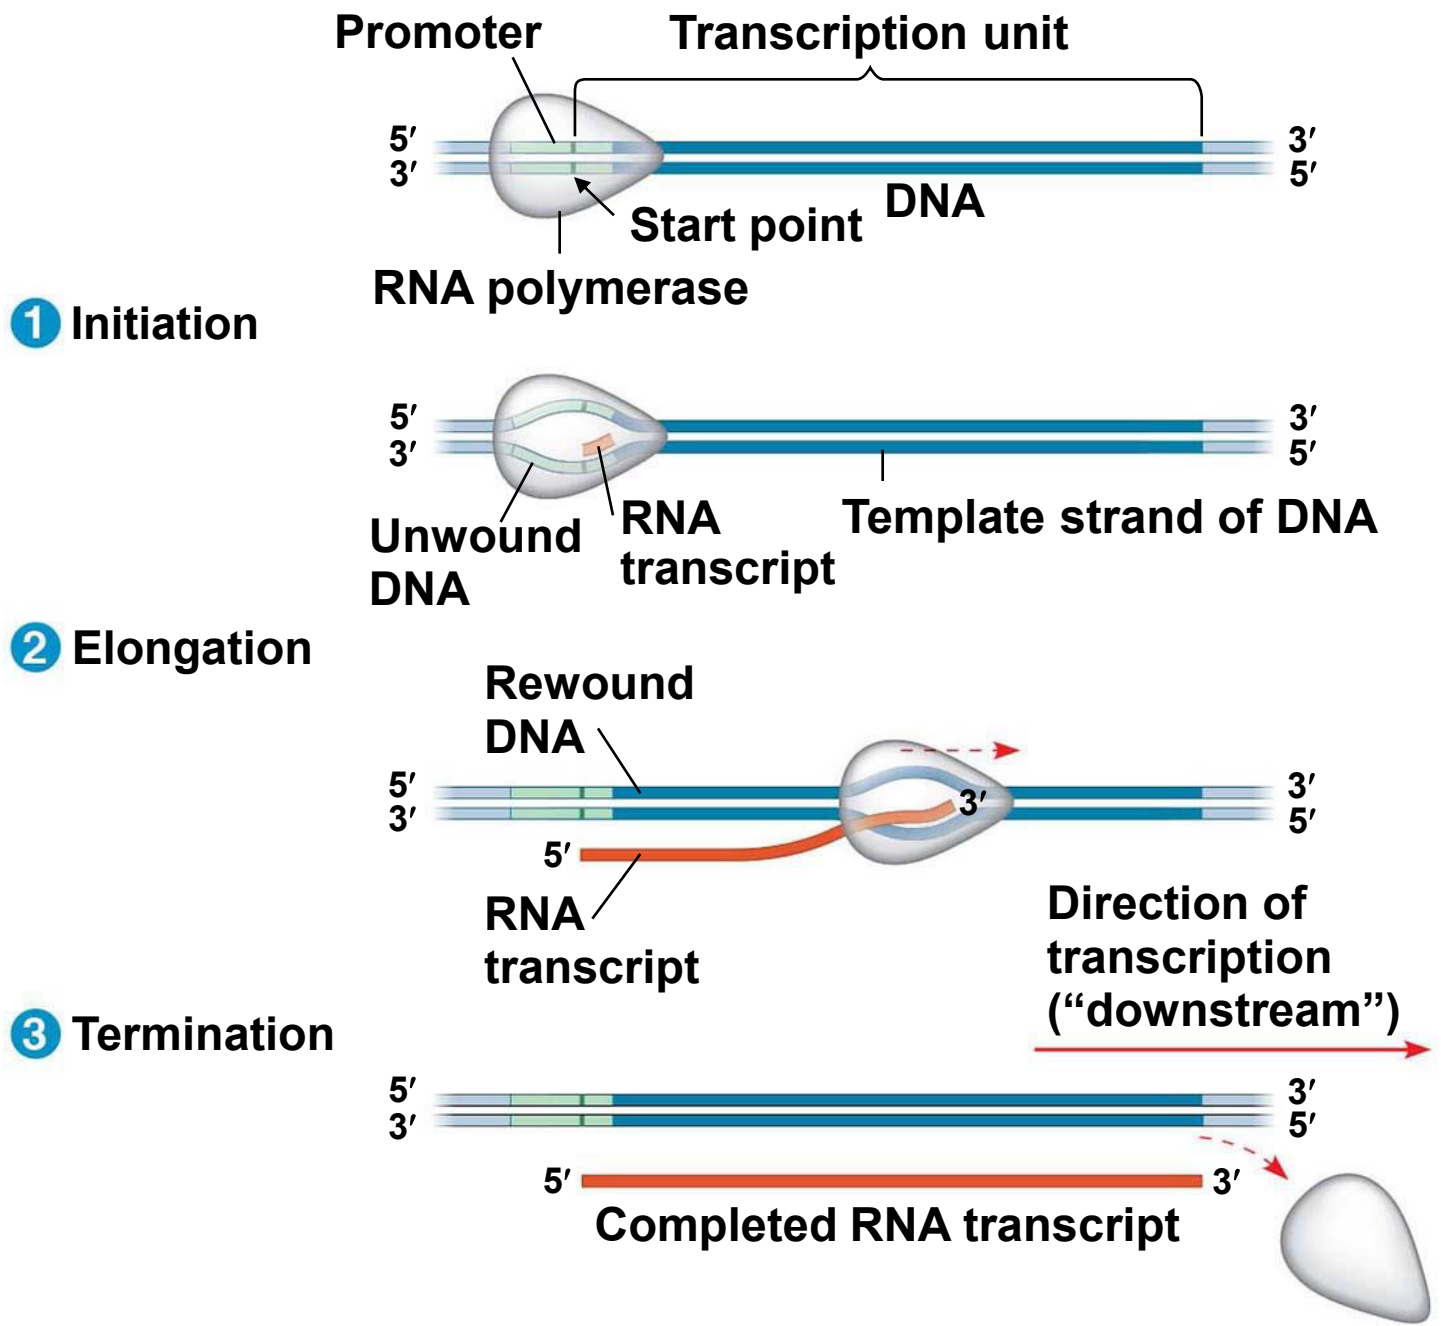 Promoter
Transcription unit
5′
3′
3′
5′
DNA
Start point
RNA polymerase
1 Initiation
5′
3′
3′
5′
Unwound
DNA
RNA
transcript
Template strand of DNA
2 Elongation
Rewound
DNA
5′
3′
3′
3′
5′
5′
RNA
transcript
Direction of
transcription
(“downstream”)
3 Termination
5′
3′
3′
5′
5′
3′
Completed RNA transcript